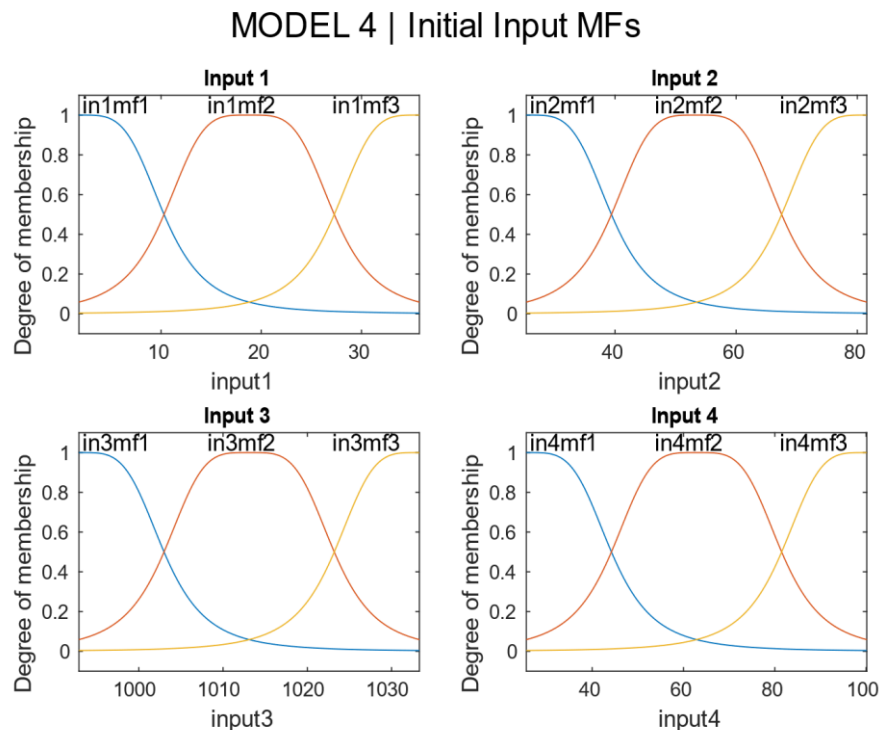 MODEL 4 | Initial Input MFs
Input 1
in1mf1 in1mf2 in1mf3
1
0.8
0.6
0.4
0.2
0
Degree of membership
10 20 30
input1
Input 2
in2mf1 in2mf2 in2mf3
1
0.8
0.6
0.4
0.2
0
Degree of membership
40 60 80
input2
Input 3
in3mf1 in3mf2 in3mf3
1
0.8
0.6
0.4
0.2
0
Degree of membership
1000 1010 1020 1030
input3
Input 4
in4mf1 in4mf2 in4mf3
1
0.8
0.6
0.4
0.2
0
Degree of membership
40 60 80 100
input4